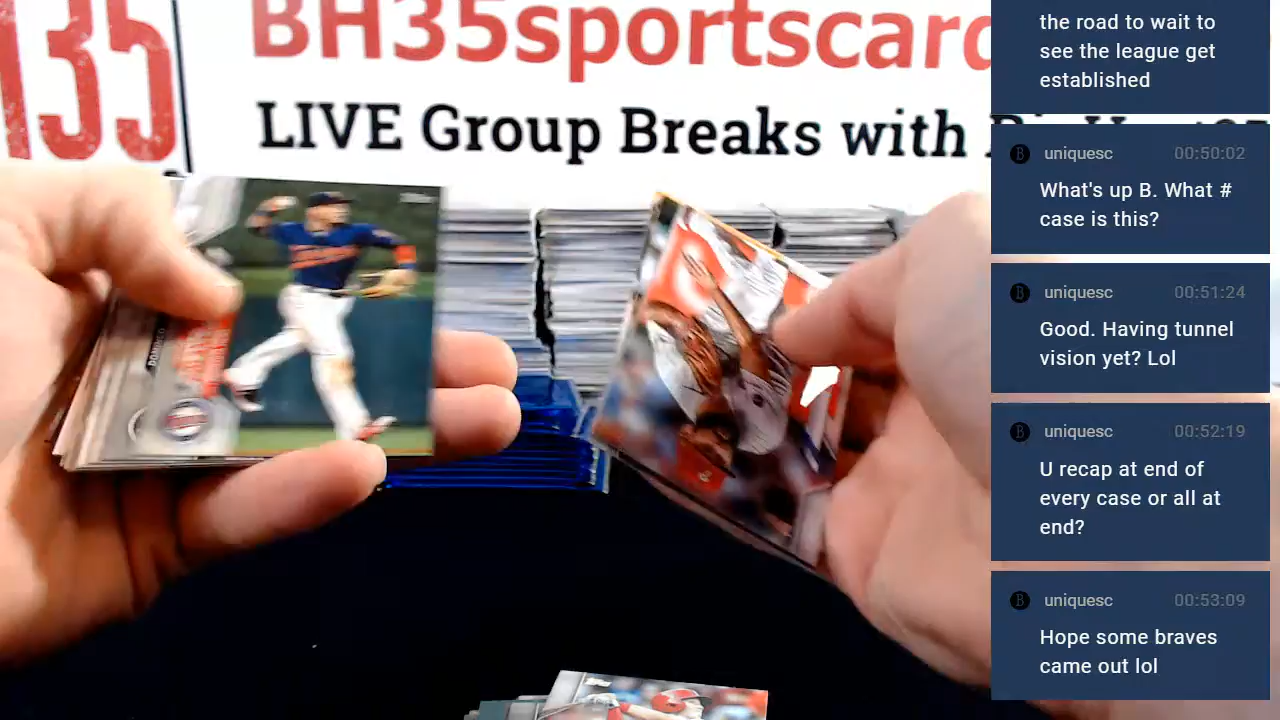 135
BH35sportscard
LIVE Group Breaks with
the road to wait to
see the league get
established
uniquesc 00:50:02
What's up B. What #
case is this?
uniquesc 00:51:24
Good. Having tunnel
vision yet? Lol
uniquesc 00:52:19
U recap at end of
every case or all at
end?
uniquesc 00:53:09
Hope some braves
came out lol